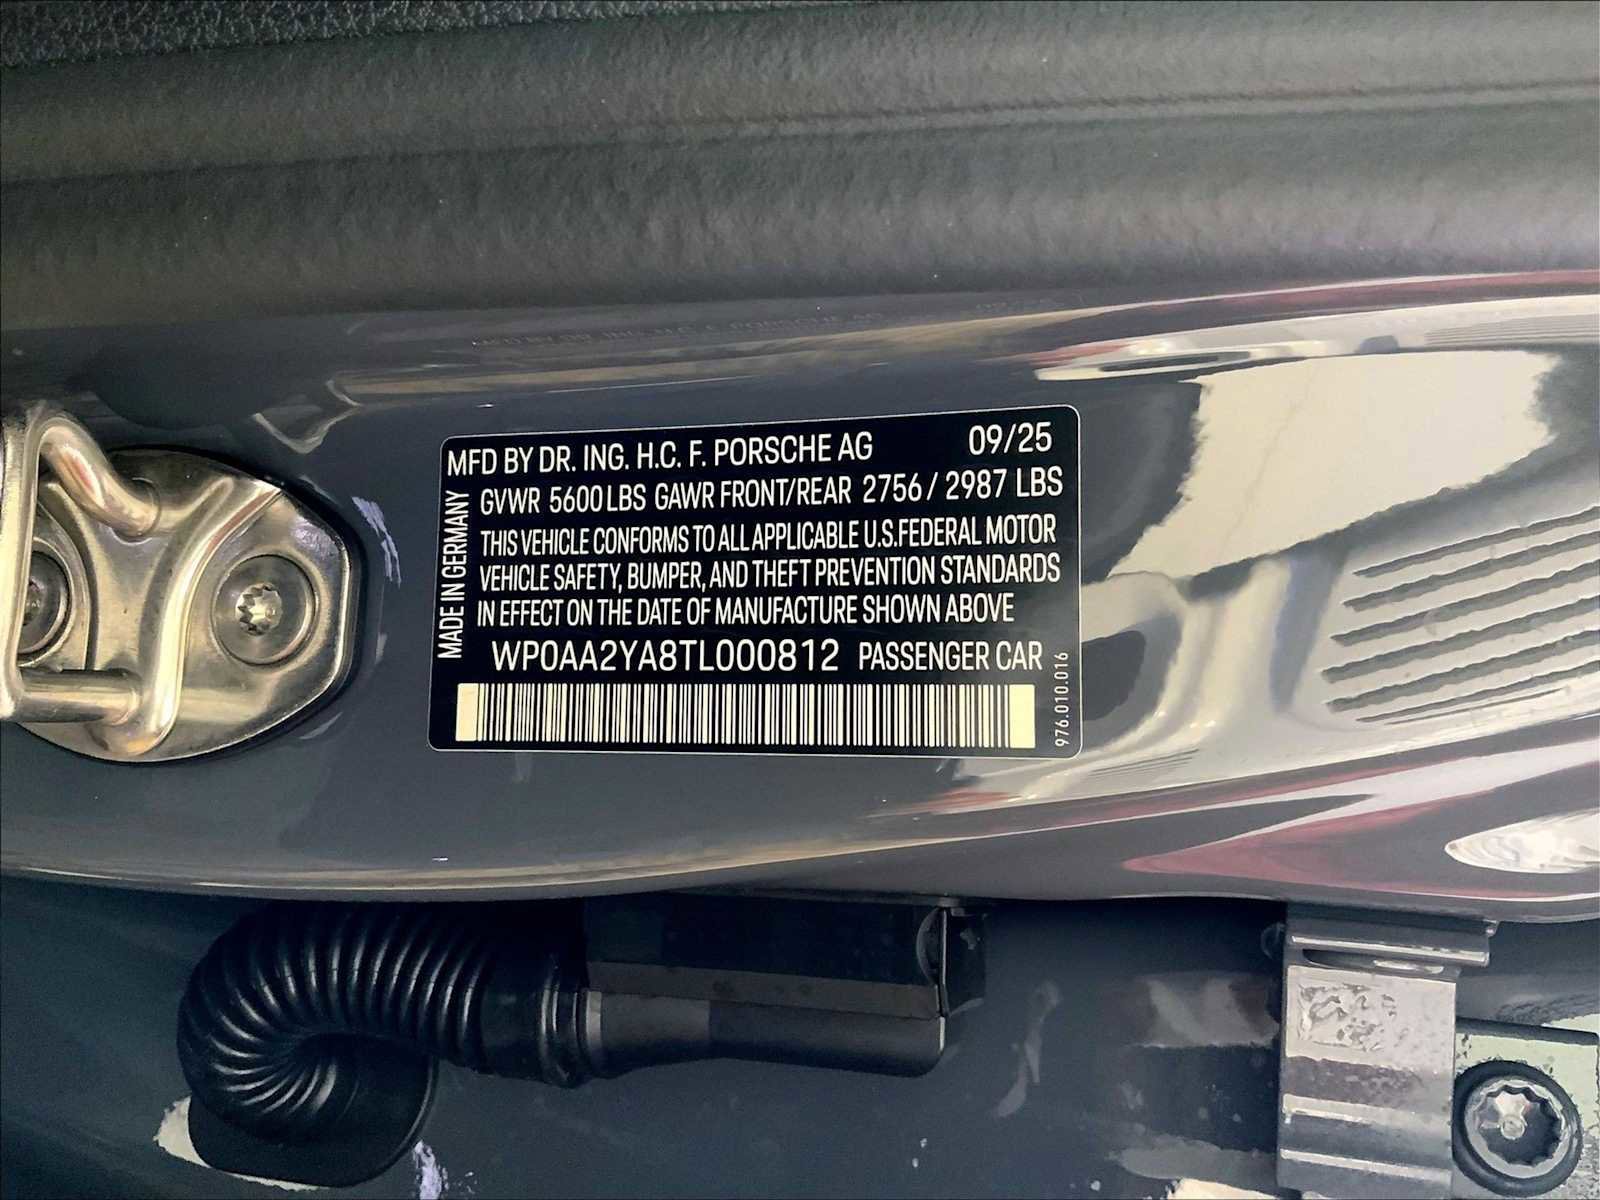 MFD BY DR. ING. H.C. F. PORSCHE AG 09/25
GVWR 5600 LBS GAWR FRONT/REAR 2756 / 2987 LBS
THIS VEHICLE CONFORMS TO ALL APPLICABLE U.S. FEDERAL MOTOR
VEHICLE SAFETY, BUMPER, AND THEFT PREVENTION STANDARDS
IN EFFECT ON THE DATE OF MANUFACTURE SHOWN ABOVE
WP0AA2YA8TL000812 PASSENGER CAR
MADE IN GERMANY
976.010.016